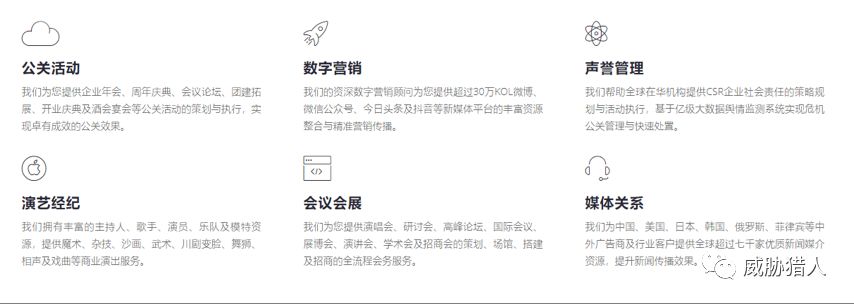 公关活动
我们为您提供企业年会、周年庆典、会议论坛、团建拓
展、开业庆典及酒会宴会等公关活动的策划与执行，实
现卓有成效的公关效果。
数字营销
我们的资深数字营销顾问为您提供超过30万KOL微博、
微信公众号、今日头条及抖音等新媒体平台的丰富资源
整合与精准营销传播。
声誉管理
我们帮助全球在华机构提供CSR企业社会责任的策略规
划与活动执行，基于亿级大数据舆情监测系统实现危机
公关管理与快速处置。
演艺经纪
我们拥有丰富的主持人、歌手、演员、乐队及模特资
源，提供魔术、杂技、沙画、武术、川剧变脸、舞狮、
相声及戏曲等商业演出服务。
会议会展
我们为您提供演唱会、研讨会、高峰论坛、国际会议、
展博会、演讲会、学术会及招商会的策划、场馆、搭建
及招商的全流程会务服务。
媒体关系
我们为中国、美国、日本、韩国、俄罗斯、菲律宾等中
外广告商及行业客户提供全球超过七千家优质新闻媒介
资源，提升新闻传播效果。
威胁猎人